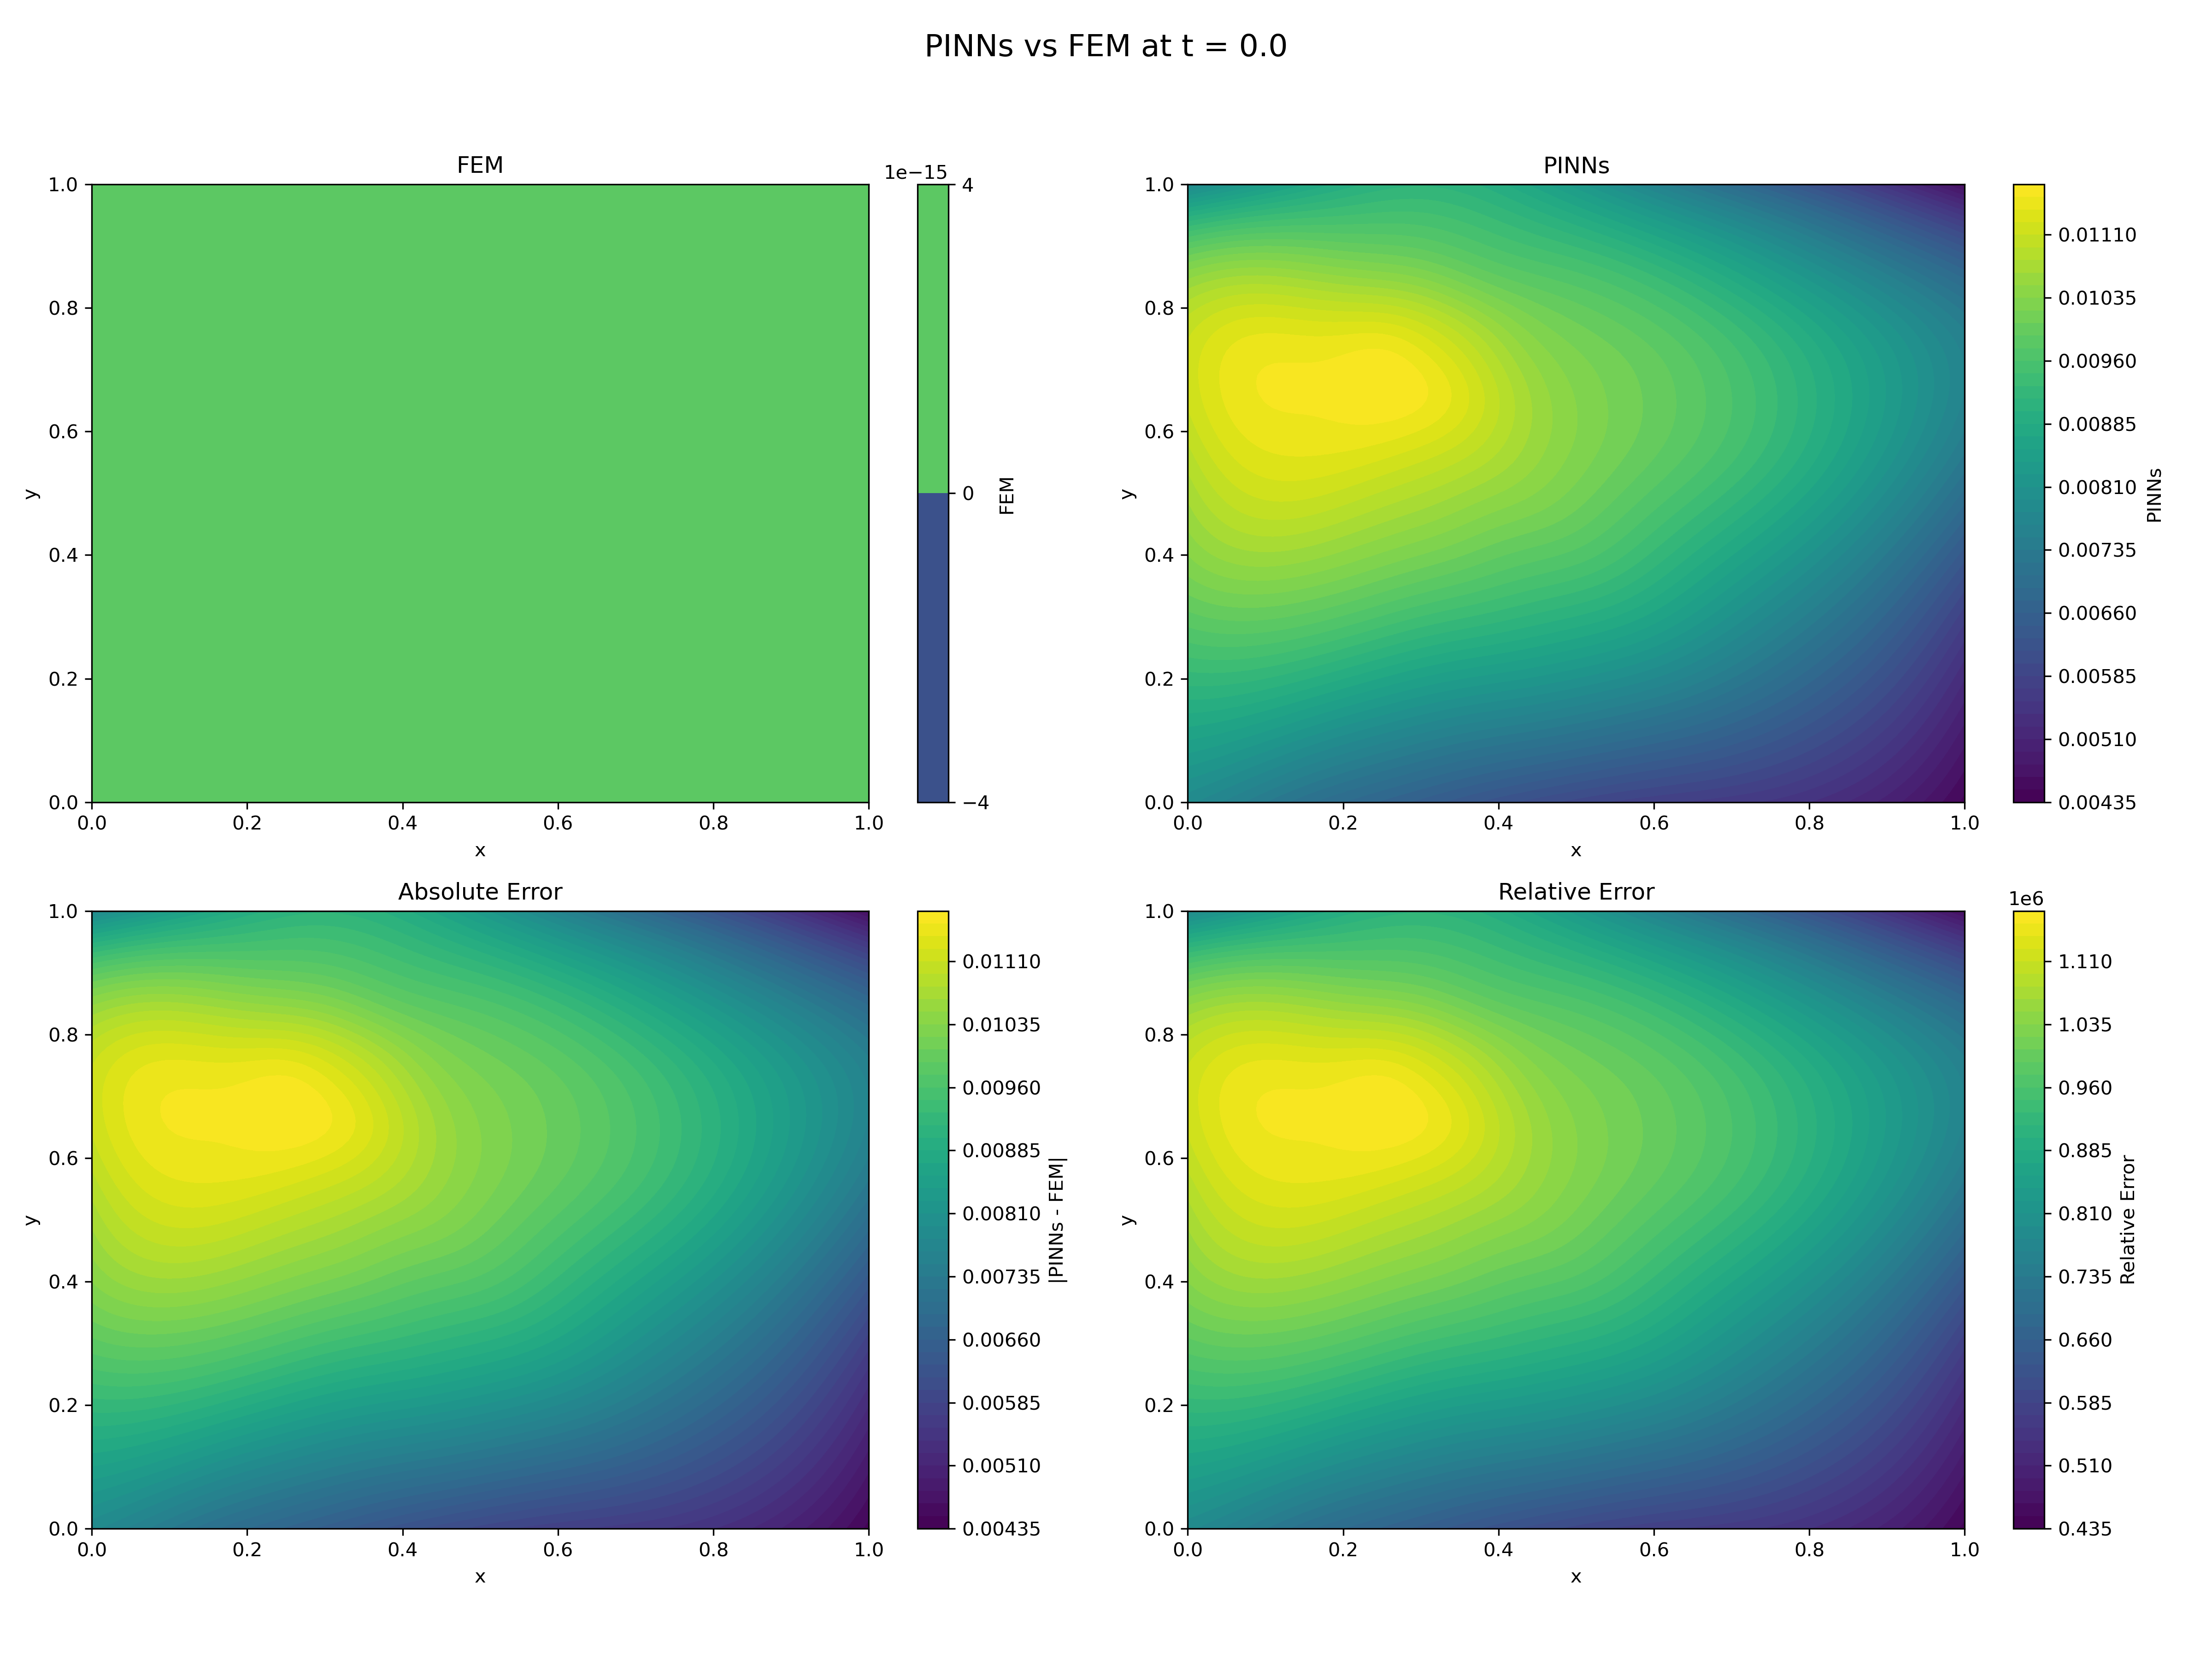 PINNs vs FEM at t = 0.0
FEM
1.0
0.8
0.6
0.4
0.2
0.0
0.0 0.2 0.4 0.6 0.8 1.0
x
y
1e−15
4
0
−4
FEM
PINNs
1.0
0.8
0.6
0.4
0.2
0.0
0.0 0.2 0.4 0.6 0.8 1.0
x
y
0.01110
0.01035
0.00960
0.00885
0.00810
0.00735
0.00660
0.00585
0.00510
0.00435
PINNs
Absolute Error
1.0
0.8
0.6
0.4
0.2
0.0
0.0 0.2 0.4 0.6 0.8 1.0
x
y
0.01110
0.01035
0.00960
0.00885
0.00810
0.00735
0.00660
0.00585
0.00510
0.00435
|PINNs - FEM|
Relative Error
1.0
0.8
0.6
0.4
0.2
0.0
0.0 0.2 0.4 0.6 0.8 1.0
x
y
1e6
1.110
1.035
0.960
0.885
0.810
0.735
0.660
0.585
0.510
0.435
Relative Error